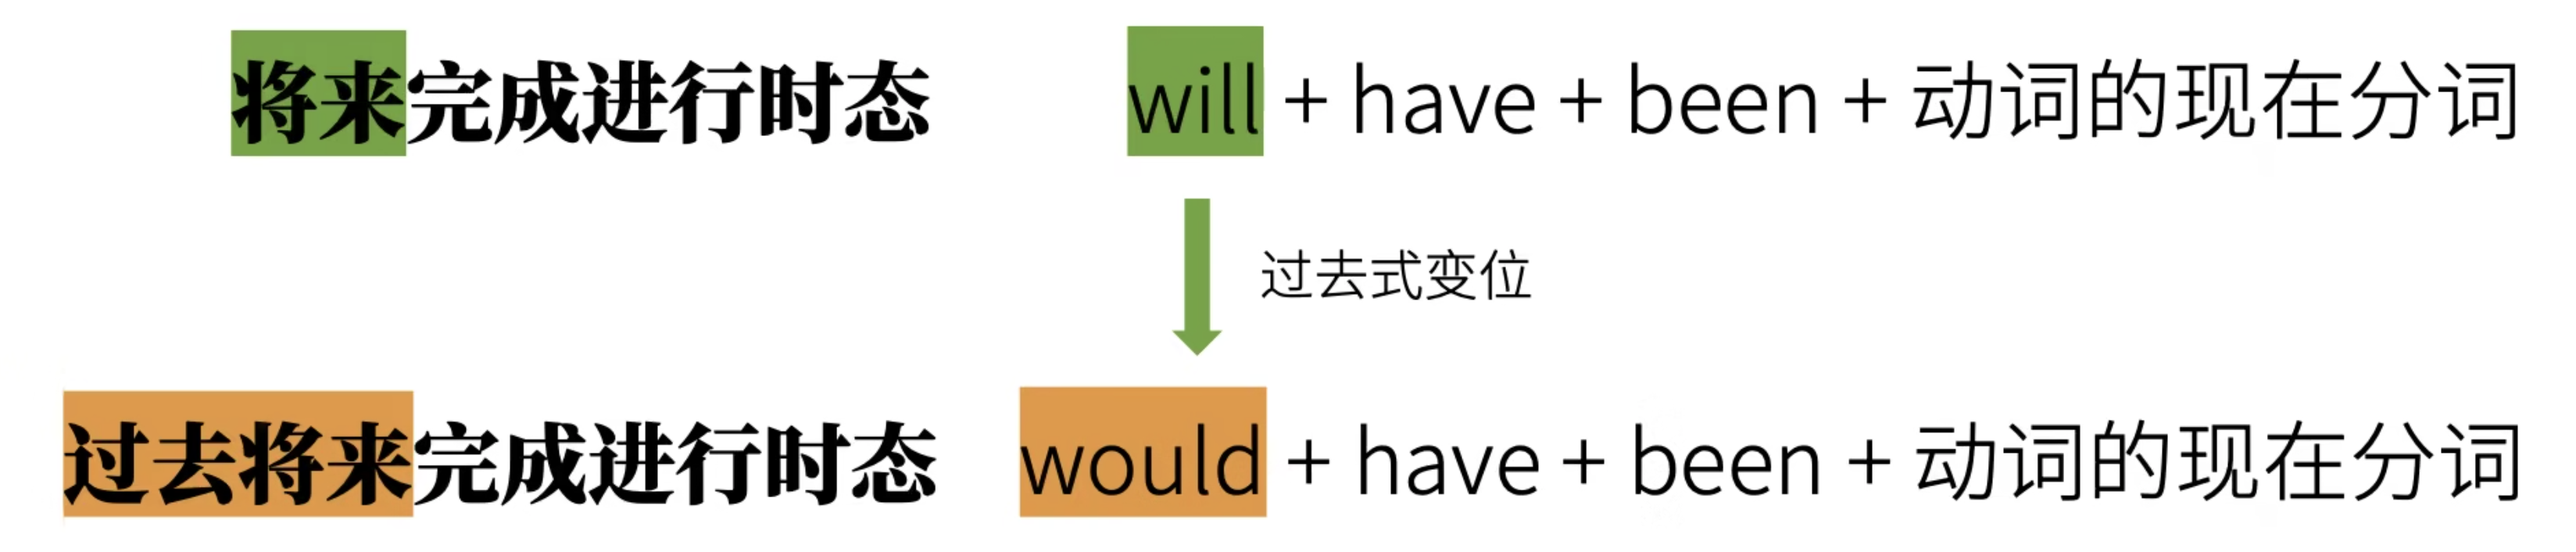 将来完成进行时态 will + have + been + 动词的现在分词
过去式变位
过去将来完成进行时态 would + have + been + 动词的现在分词